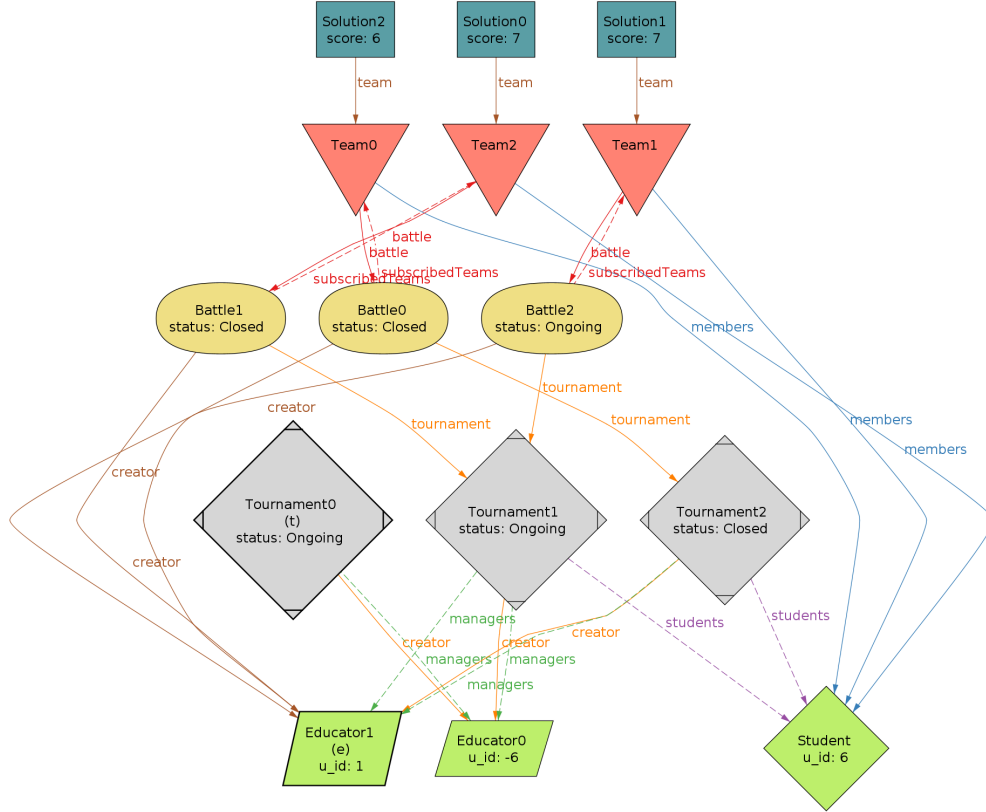 Solution2
score: 6
Solution0
score: 7
Solution1
score: 7
team
team
team
Team0
Team2
Team1
battle
battle
battle
subscribedTeams
subscribedTeams
subscribedTeams
Battle1
status: Closed
Battle0
status: Closed
Battle2
status: Ongoing
members
tournament
creator
tournament
tournament
members
members
creator
Tournament0
(t)
status: Ongoing
Tournament1
status: Ongoing
Tournament2
status: Closed
creator
managers
students
students
creator
creator
creator
managers
managers
managers
Educator1
(e)
u_id: 1
Educator0
u_id: -6
Student
u_id: 6